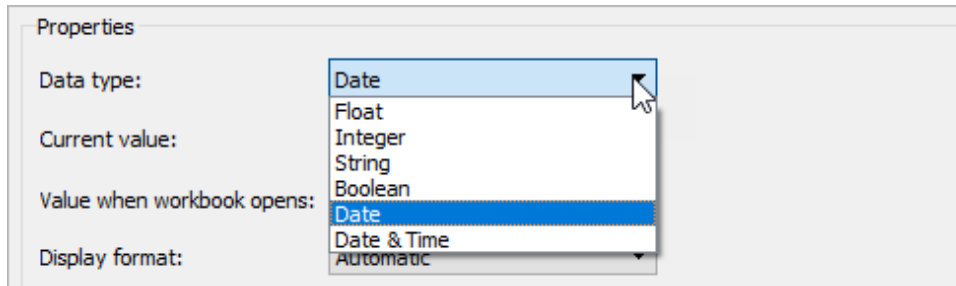 Properties
Data type:
Date
Float
Integer
Current value:
String
Boolean
Value when workbook opens:
Date
Date & Time
Display format:
Automatic